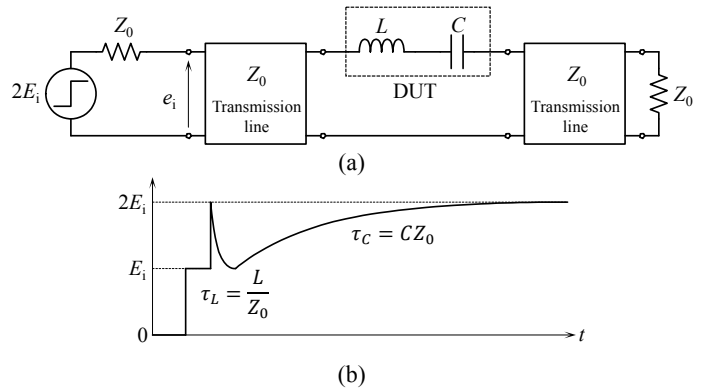 Z0
L
C
2Ei
ei
Z0
Transmission
line
DUT
Z0
Transmission
line
Z0
(a)
2Ei
τC = CZ0
Ei
τL = L/Z0
0
t
(b)